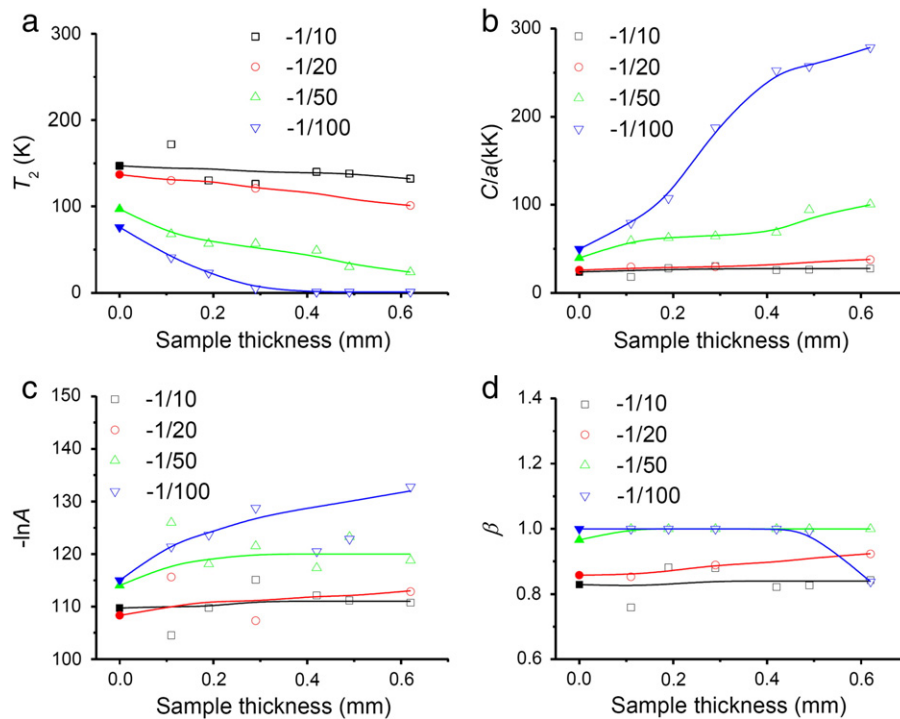 a
T₂ (K)
300
200
100
0
-1/10
-1/20
-1/50
-1/100
0.0 0.2 0.4 0.6
Sample thickness (mm)
b
C/a(kK)
300
200
100
0
-1/10
-1/20
-1/50
-1/100
0.0 0.2 0.4 0.6
Sample thickness (mm)
c
-lnA
150
140
130
120
110
100
-1/10
-1/20
-1/50
-1/100
0.0 0.2 0.4 0.6
Sample thickness (mm)
d
β
1.4
1.2
1.0
0.8
0.6
-1/10
-1/20
-1/50
-1/100
0.0 0.2 0.4 0.6
Sample thickness (mm)